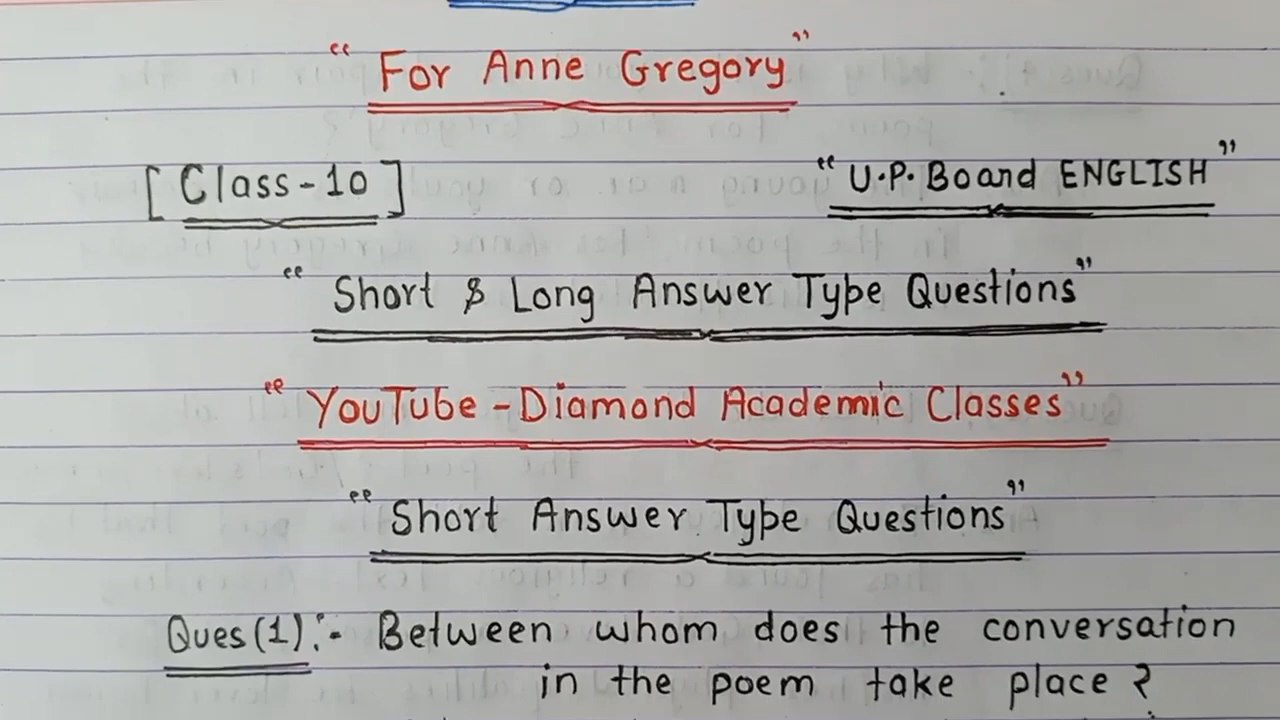 "For Anne Gregory"
[Class-10] "U.P. Board ENGLISH"
"Short & Long Answer Type Questions"
"YouTube-Diamond Academic Classes"
"Short Answer Type Questions"
Ques(1):- Between whom does the conversation
in the poem take place?